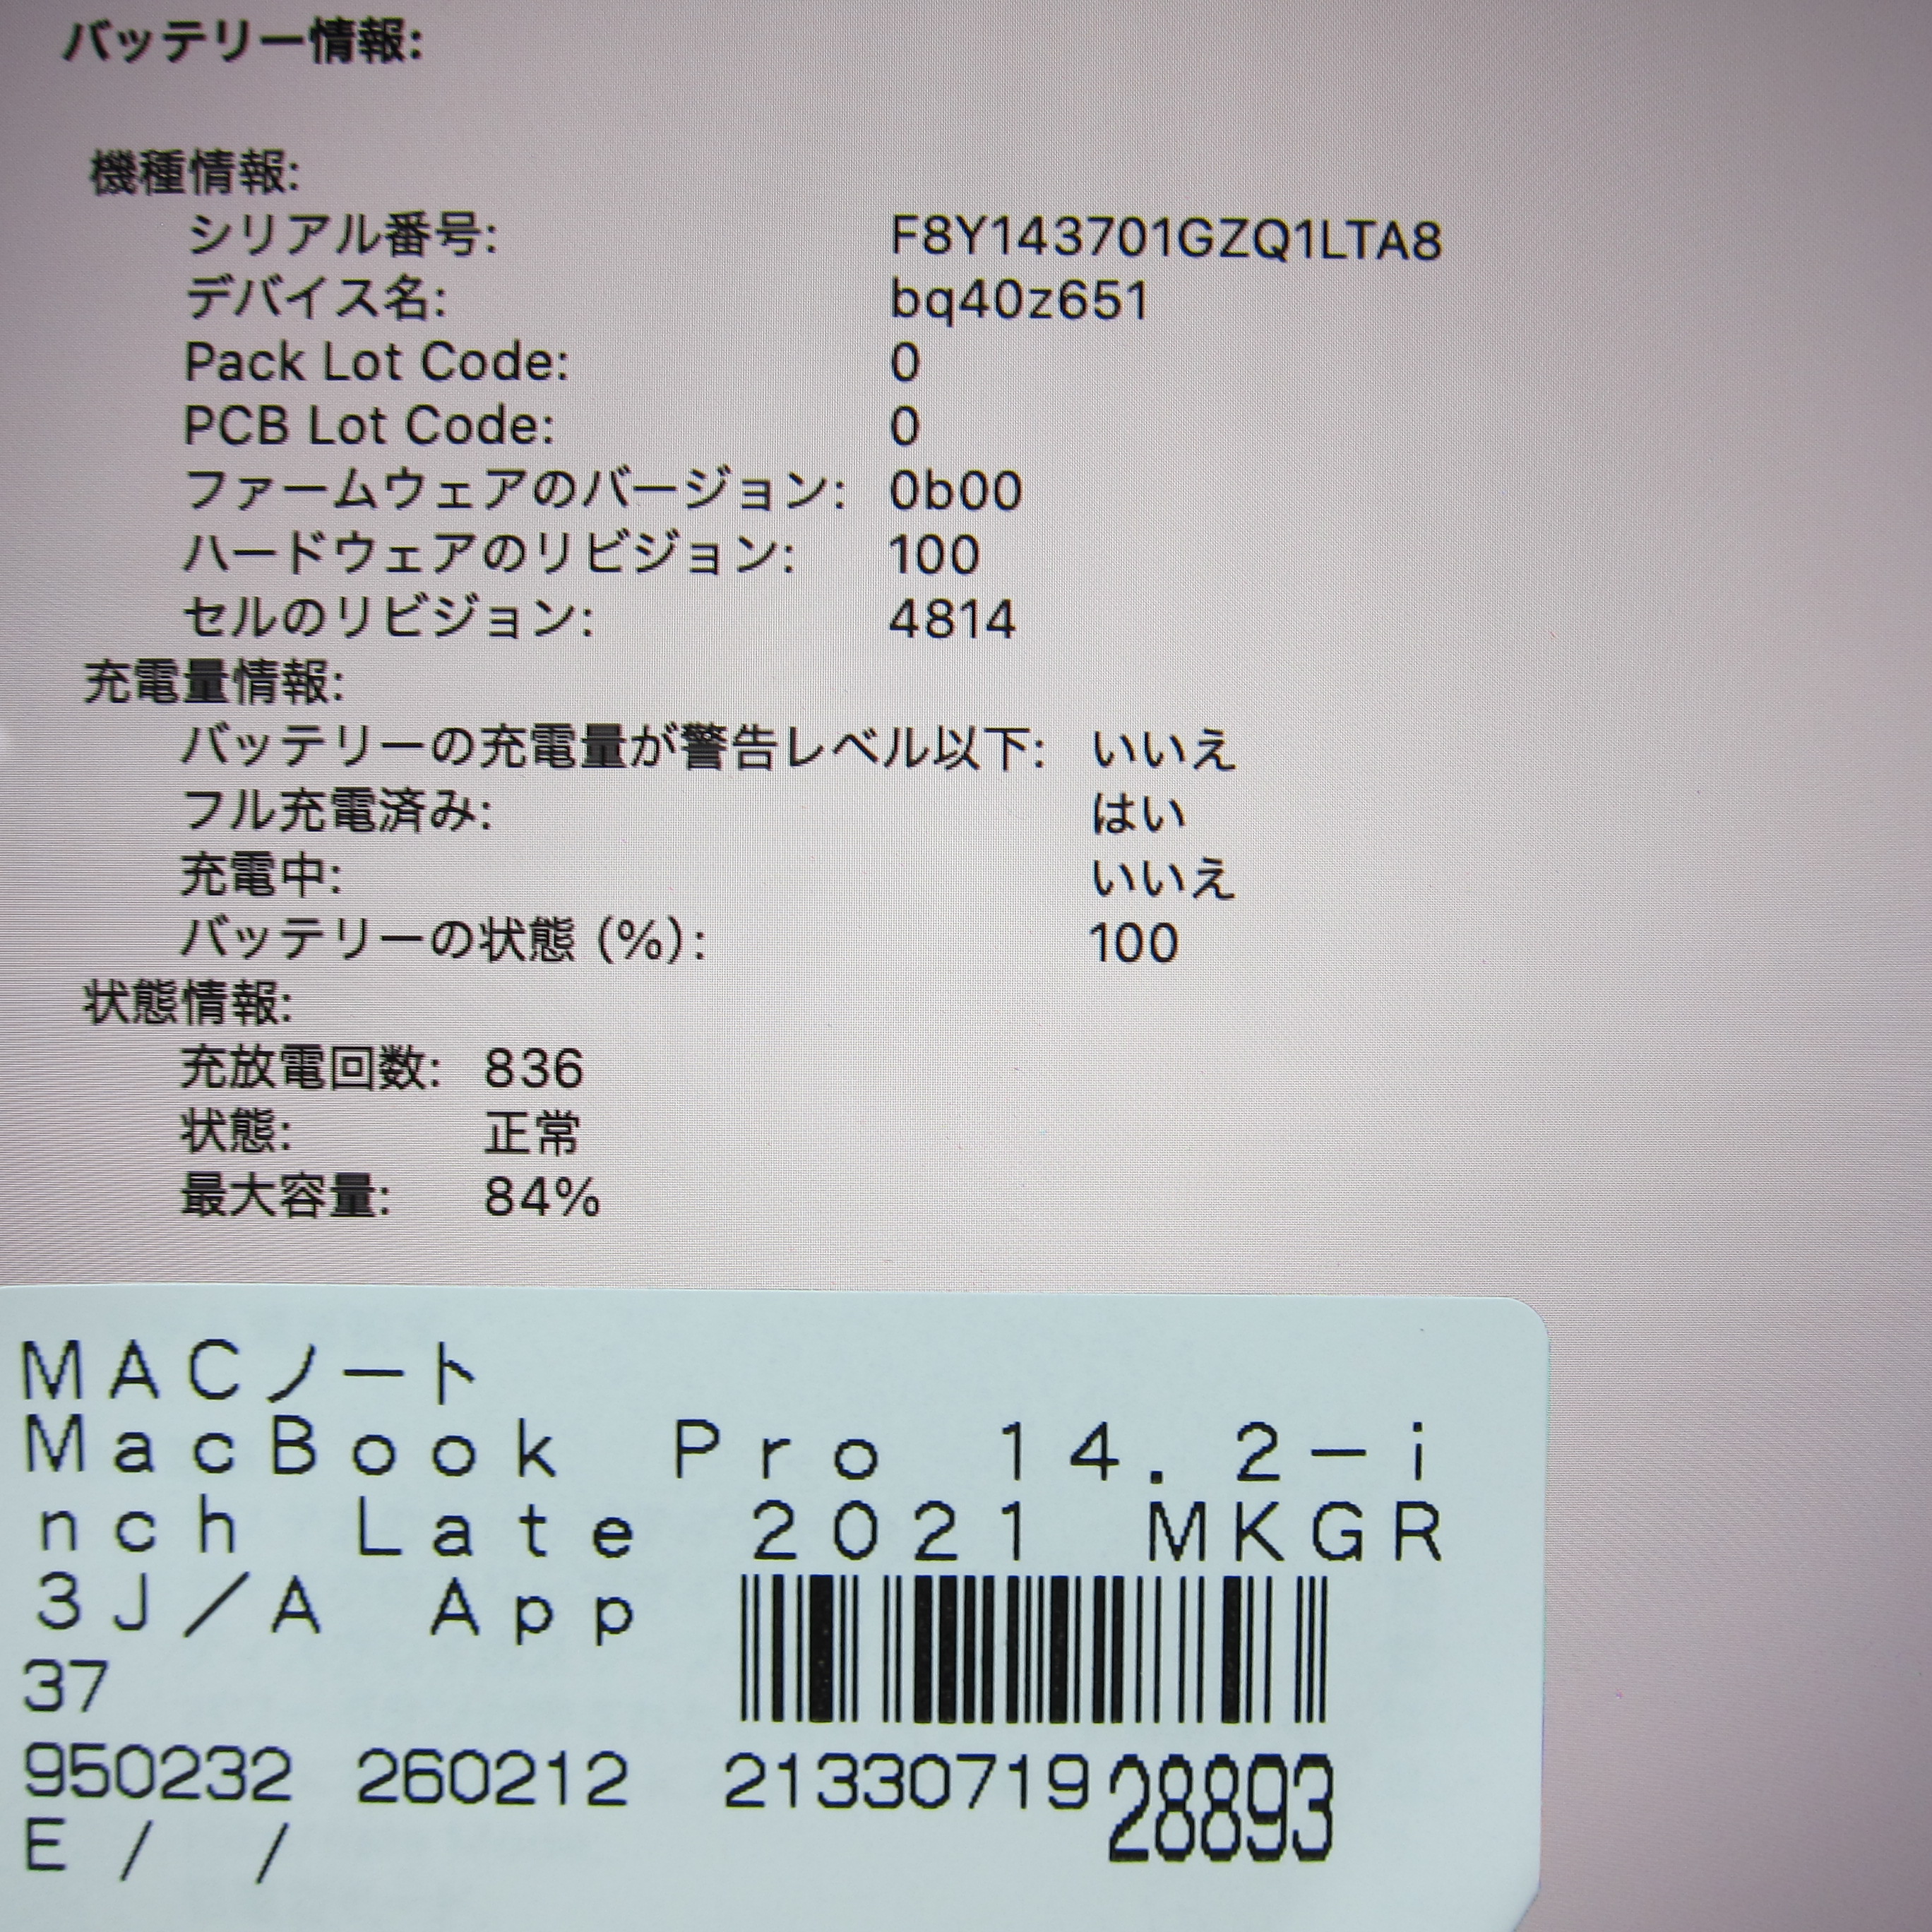 バッテリー情報:
機種情報:
シリアル番号: F8Y143701GZQ1LTA8
デバイス名: bq40z651
Pack Lot Code: 0
PCB Lot Code: 0
ファームウェアのバージョン: 0b00
ハードウェアのリビジョン: 100
セルのリビジョン: 4814
充電量情報:
バッテリーの充電量が警告レベル以下: いいえ
フル充電済み: はい
充電中: いいえ
バッテリーの状態 (%): 100
状態情報:
充放電回数: 836
状態: 正常
最大容量: 84%
MACノート
MacBook Pro 14.2-i
nch Late 2021 MKGR
3J/A App
37
950232 260212 2133071928893
E / /